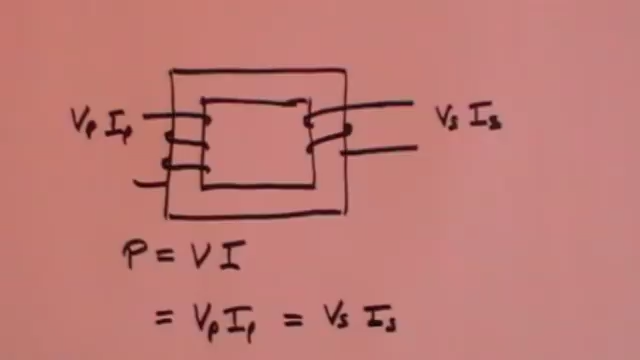 Vp Ip
Vs Is
P = V I
= Vp Ip = Vs Is